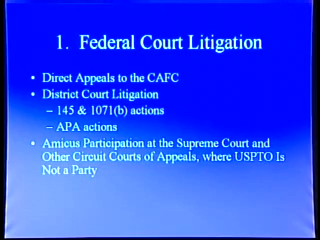 1. Federal Court Litigation
• Direct Appeals to the CAFC
• District Court Litigation
– 145 & 1071(b) actions
– APA actions
• Amicus Participation at the Supreme Court and
Other Circuit Courts of Appeals, where USPTO Is
Not a Party